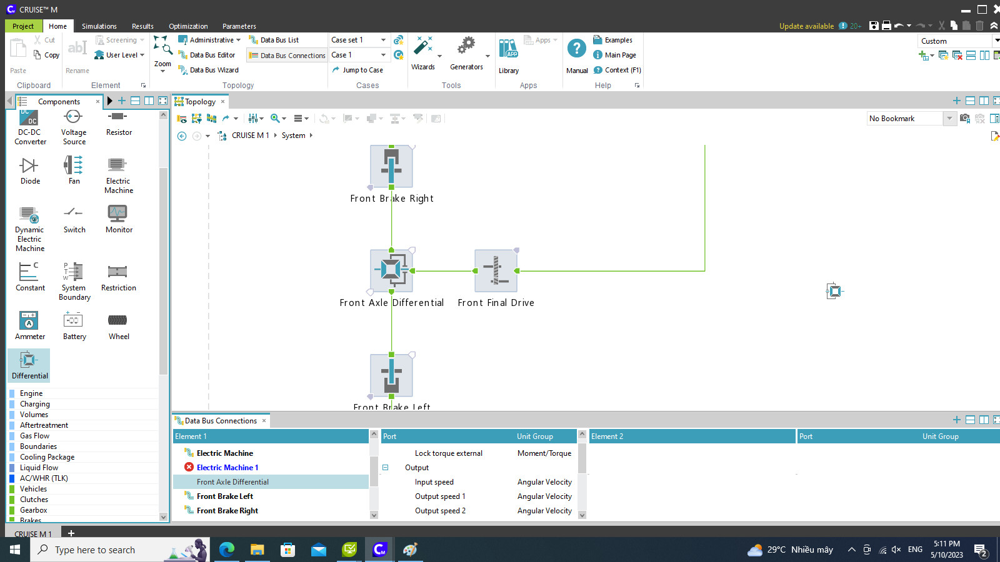 CRUISE™ M
Project Home Simulations Results Optimization Parameters
Update available 20+
Cut
Copy
Paste
Clipboard
Screening
User Level
Rename
Element
Zoom
Administrative
Data Bus Editor
Data Bus Wizard
Data Bus List
Data Bus Connections
Topology
Case set 1
Case 1
Jump to Case
Cases
Wizards
Generators
Tools
Library
Apps
Apps
Manual
Examples
Main Page
Context (F1)
Help
Custom
Components
Topology
DC-DC Converter
Voltage Source
Resistor
Diode
Fan
Electric Machine
Dynamic Electric Machine
Switch
Monitor
Constant
System Boundary
Restriction
Ammeter
Battery
Wheel
Differential
Engine
Charging
Volumes
Aftertreatment
Gas Flow
Boundaries
Cooling Package
Liquid Flow
AC/WHR (TLK)
Vehicles
Clutches
Gearbox
Brakes
No Bookmark
CRUISE M 1 System
Front Brake Right
Front Axle Differential
Front Final Drive
Front Brake Left
Data Bus Connections
Element 1 Port Unit Group Element 2 Port Unit Group
Electric Machine Lock torque external Moment/Torque
Electric Machine 1 Output
Front Axle Differential Input speed Angular Velocity
Front Brake Left Output speed 1 Angular Velocity
Front Brake Right Output speed 2 Angular Velocity
CRUISE M 1
Type here to search
29°C Nhiều mây
ENG
5:11 PM
5/10/2023
2